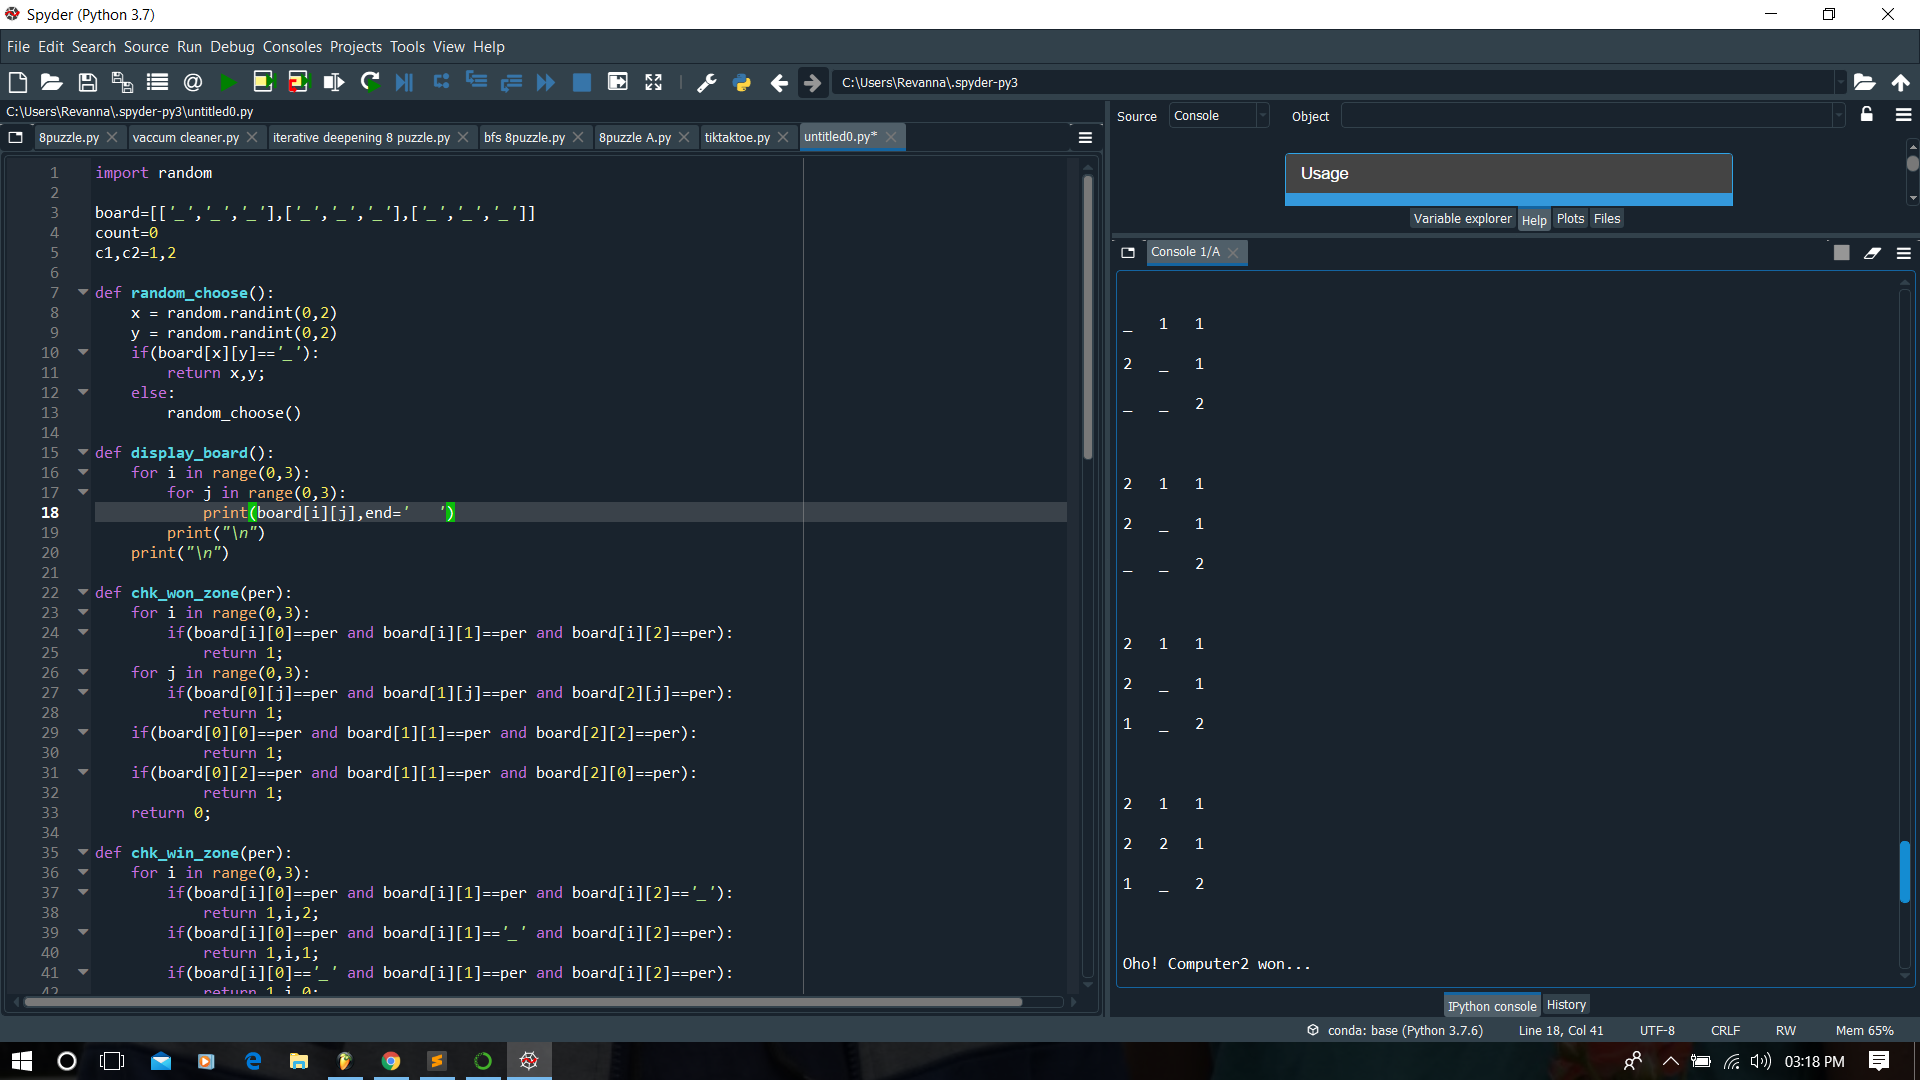 Spyder (Python 3.7)
File Edit Search Source Run Debug Consoles Projects Tools View Help
C:\Users\Revanna\.spyder-py3
C:\Users\Revanna\.spyder-py3\untitled0.py
8puzzle.py vaccum cleaner.py iterative deepening 8 puzzle.py bfs 8puzzle.py 8puzzle A.py tiktaktoe.py untitled0.py*
1 import random
2
3 board=[['_','_','_'],['_','_','_'],['_','_','_']]
4 count=0
5 c1,c2=1,2
6
7 def random_choose():
8     x = random.randint(0,2)
9     y = random.randint(0,2)
10     if(board[x][y]=='_'):
11         return x,y;
12     else:
13         random_choose()
14
15 def display_board():
16     for i in range(0,3):
17         for j in range(0,3):
18             print(board[i][j],end='   ')
19         print("\n")
20     print("\n")
21
22 def chk_won_zone(per):
23     for i in range(0,3):
24         if(board[i][0]==per and board[i][1]==per and board[i][2]==per):
25             return 1;
26     for j in range(0,3):
27         if(board[0][j]==per and board[1][j]==per and board[2][j]==per):
28             return 1;
29     if(board[0][0]==per and board[1][1]==per and board[2][2]==per):
30             return 1;
31     if(board[0][2]==per and board[1][1]==per and board[2][0]==per):
32             return 1;
33     return 0;
34
35 def chk_win_zone(per):
36     for i in range(0,3):
37         if(board[i][0]==per and board[i][1]==per and board[i][2]=='_'):
38             return 1,i,2;
39         if(board[i][0]==per and board[i][1]=='_' and board[i][2]==per):
40             return 1,i,1;
41         if(board[i][0]=='_' and board[i][1]==per and board[i][2]==per):
42             return 1,i,0;
Source Console Object
Usage
Variable explorer Help Plots Files
Console 1/A
_ 1 1
2 _ 1
_ _ 2
2 1 1
2 _ 1
_ _ 2
2 1 1
2 _ 1
1 _ 2
2 1 1
2 2 1
1 _ 2
Oho! Computer2 won...
IPython console History
conda: base (Python 3.7.6) Line 18, Col 41 UTF-8 CRLF RW Mem 65%
03:18 PM